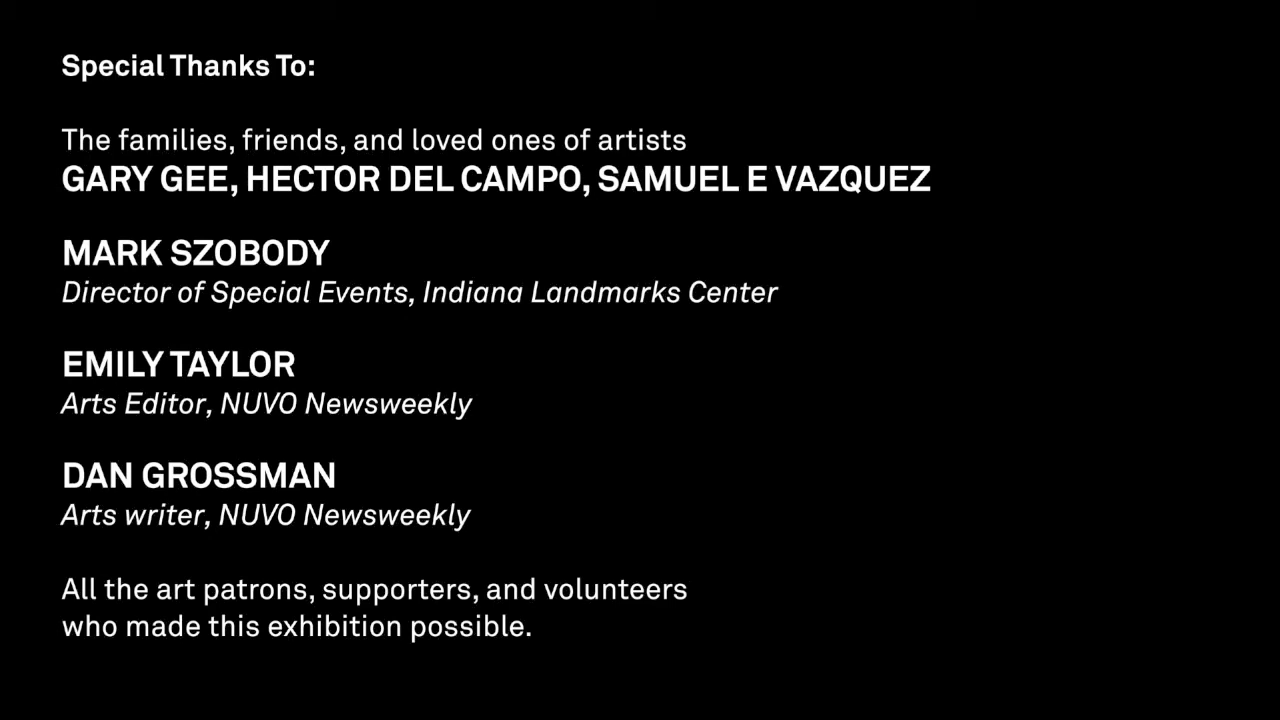 Special Thanks To:
The families, friends, and loved ones of artists
GARY GEE, HECTOR DEL CAMPO, SAMUEL E VAZQUEZ
MARK SZOBODY
Director of Special Events, Indiana Landmarks Center
EMILY TAYLOR
Arts Editor, NUVO Newsweekly
DAN GROSSMAN
Arts writer, NUVO Newsweekly
All the art patrons, supporters, and volunteers
who made this exhibition possible.